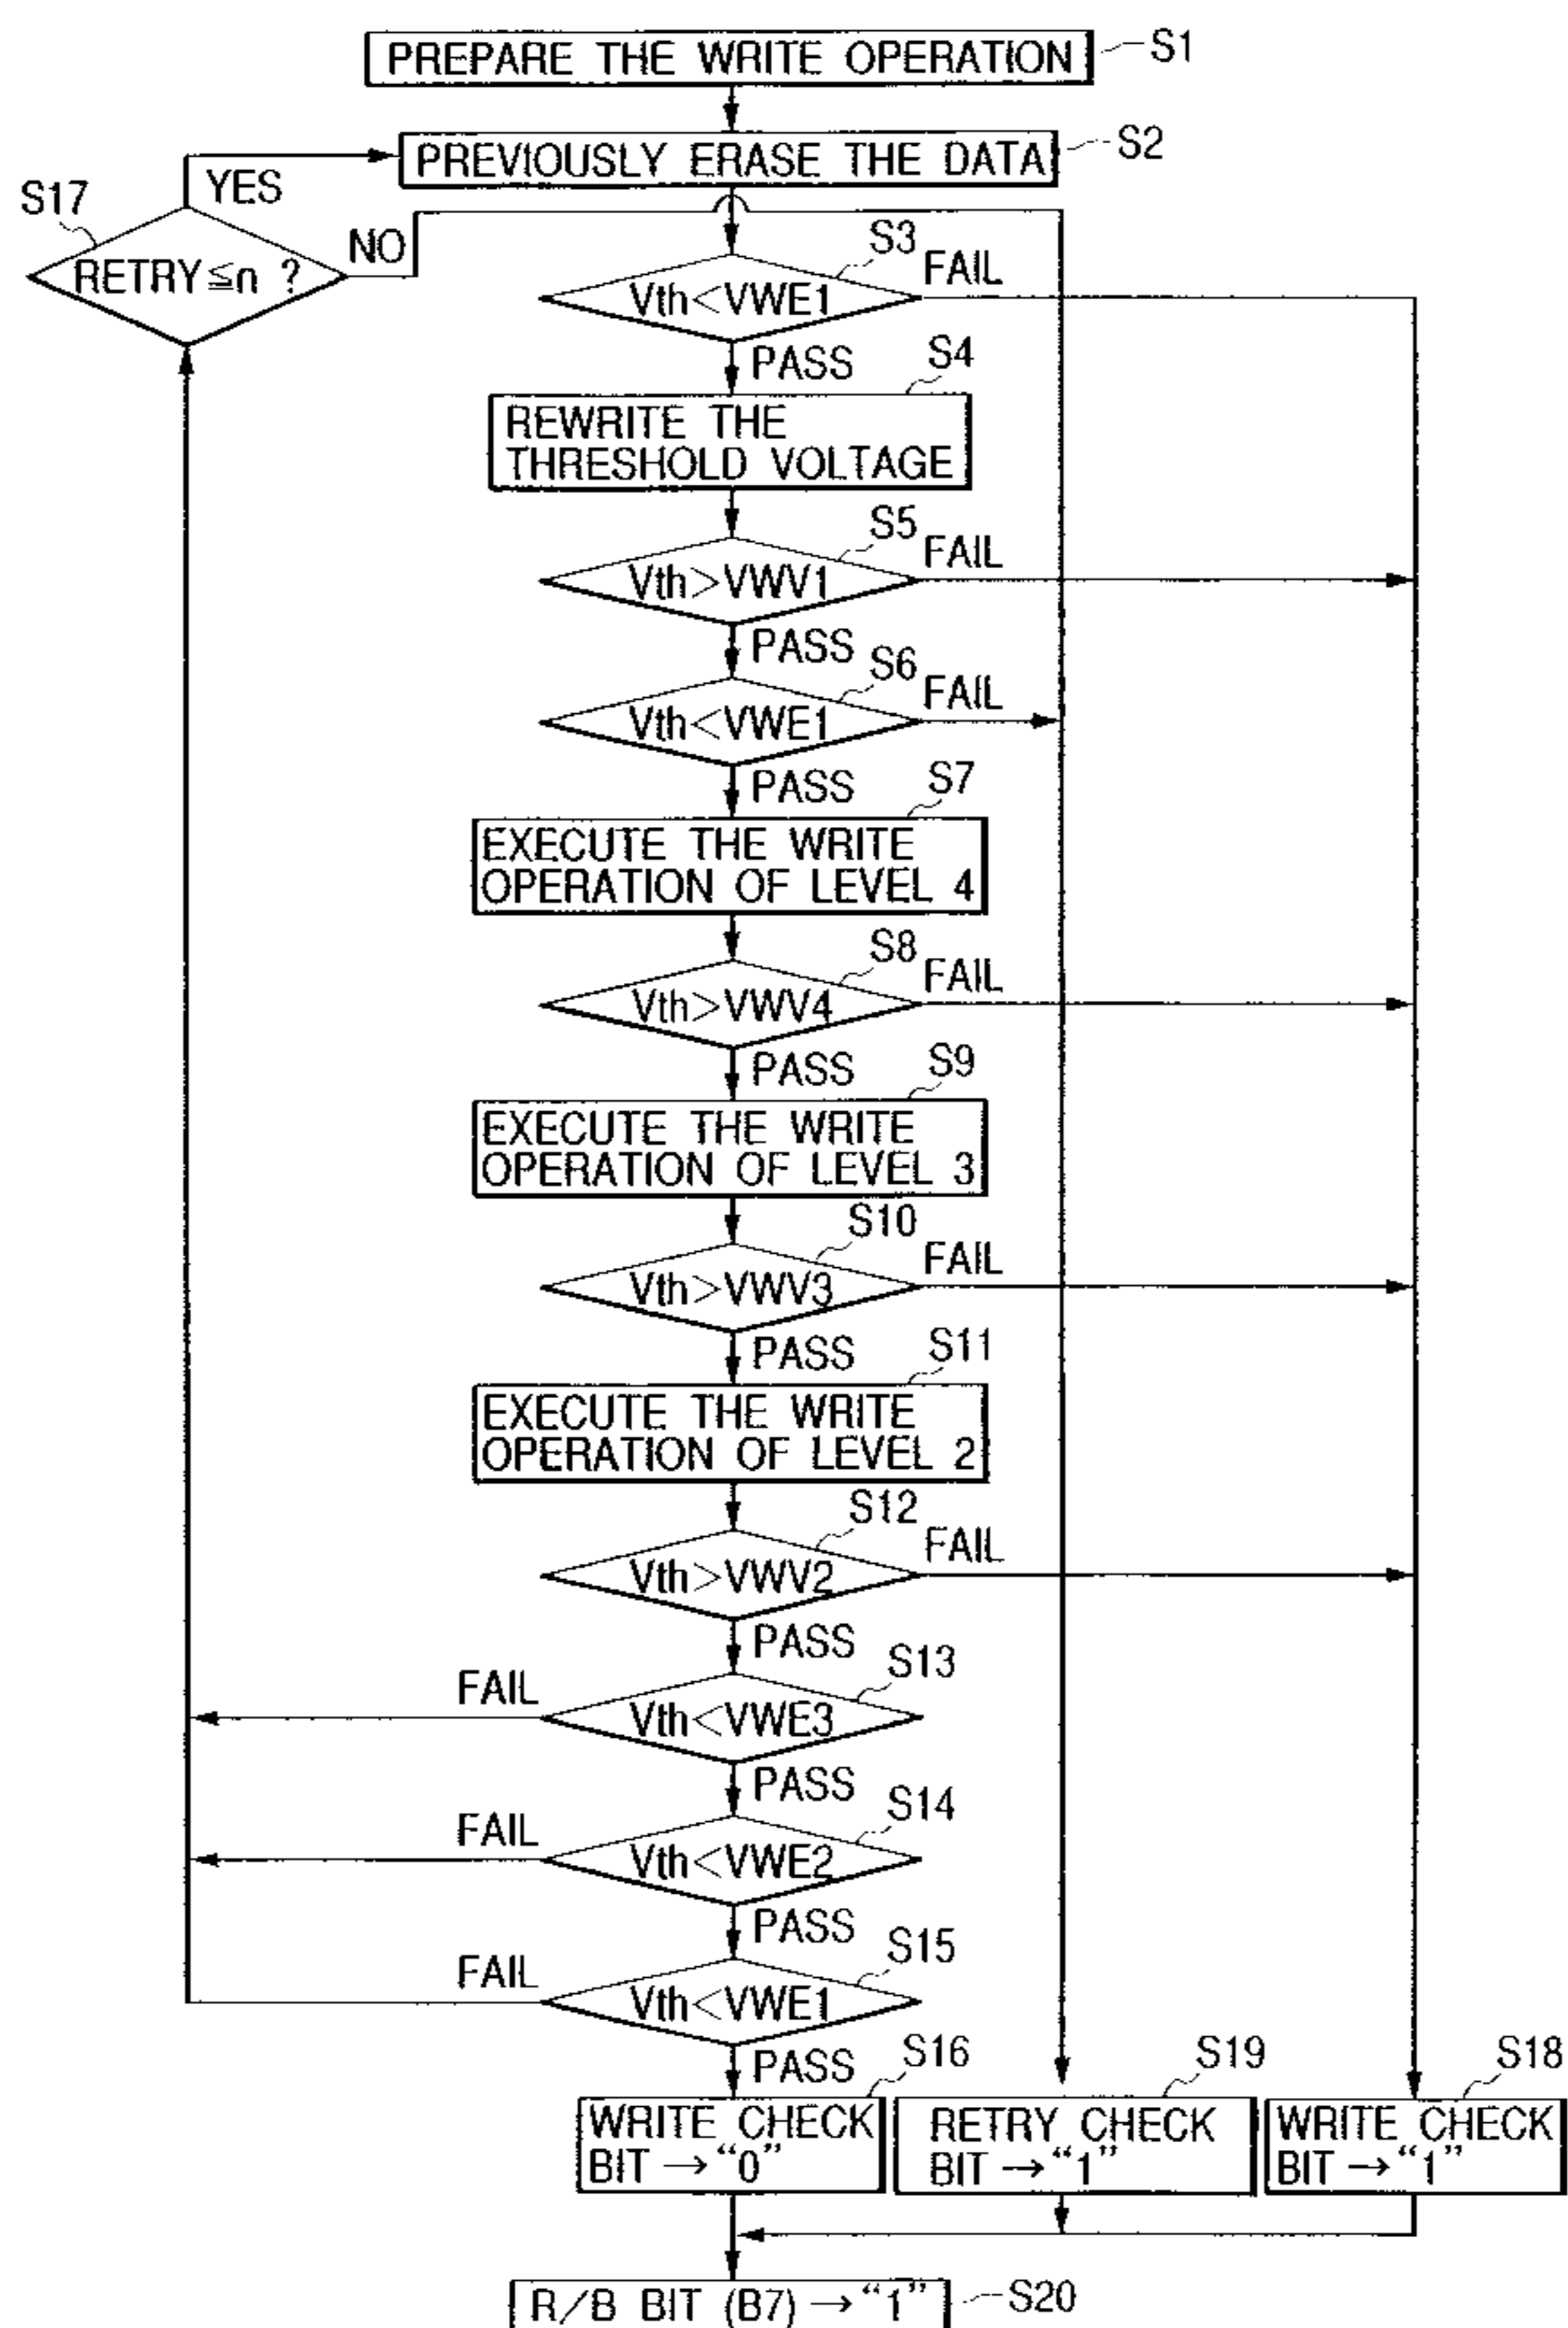 PREPARE THE WRITE OPERATION
S1
PREVIOUSLY ERASE THE DATA
S2
YES
S17
RETRY≦n ?
NO
S3
Vth<VWE1
FAIL
PASS
S4
REWRITE THE
THRESHOLD VOLTAGE
S5
Vth>VWV1
FAIL
PASS
S6
Vth<VWE1
FAIL
PASS
S7
EXECUTE THE WRITE
OPERATION OF LEVEL 4
S8
Vth>VWV4
FAIL
PASS
S9
EXECUTE THE WRITE
OPERATION OF LEVEL 3
S10
Vth>VWV3
FAIL
PASS
S11
EXECUTE THE WRITE
OPERATION OF LEVEL 2
S12
Vth>VWV2
FAIL
PASS
S13
FAIL
Vth<VWE3
PASS
S14
FAIL
Vth<VWE2
PASS
S15
FAIL
Vth<VWE1
PASS
S16
WRITE CHECK
BIT→“0”
S19
RETRY CHECK
BIT→“1”
S18
WRITE CHECK
BIT→“1”
R/B BIT (B7)→“1”
S20